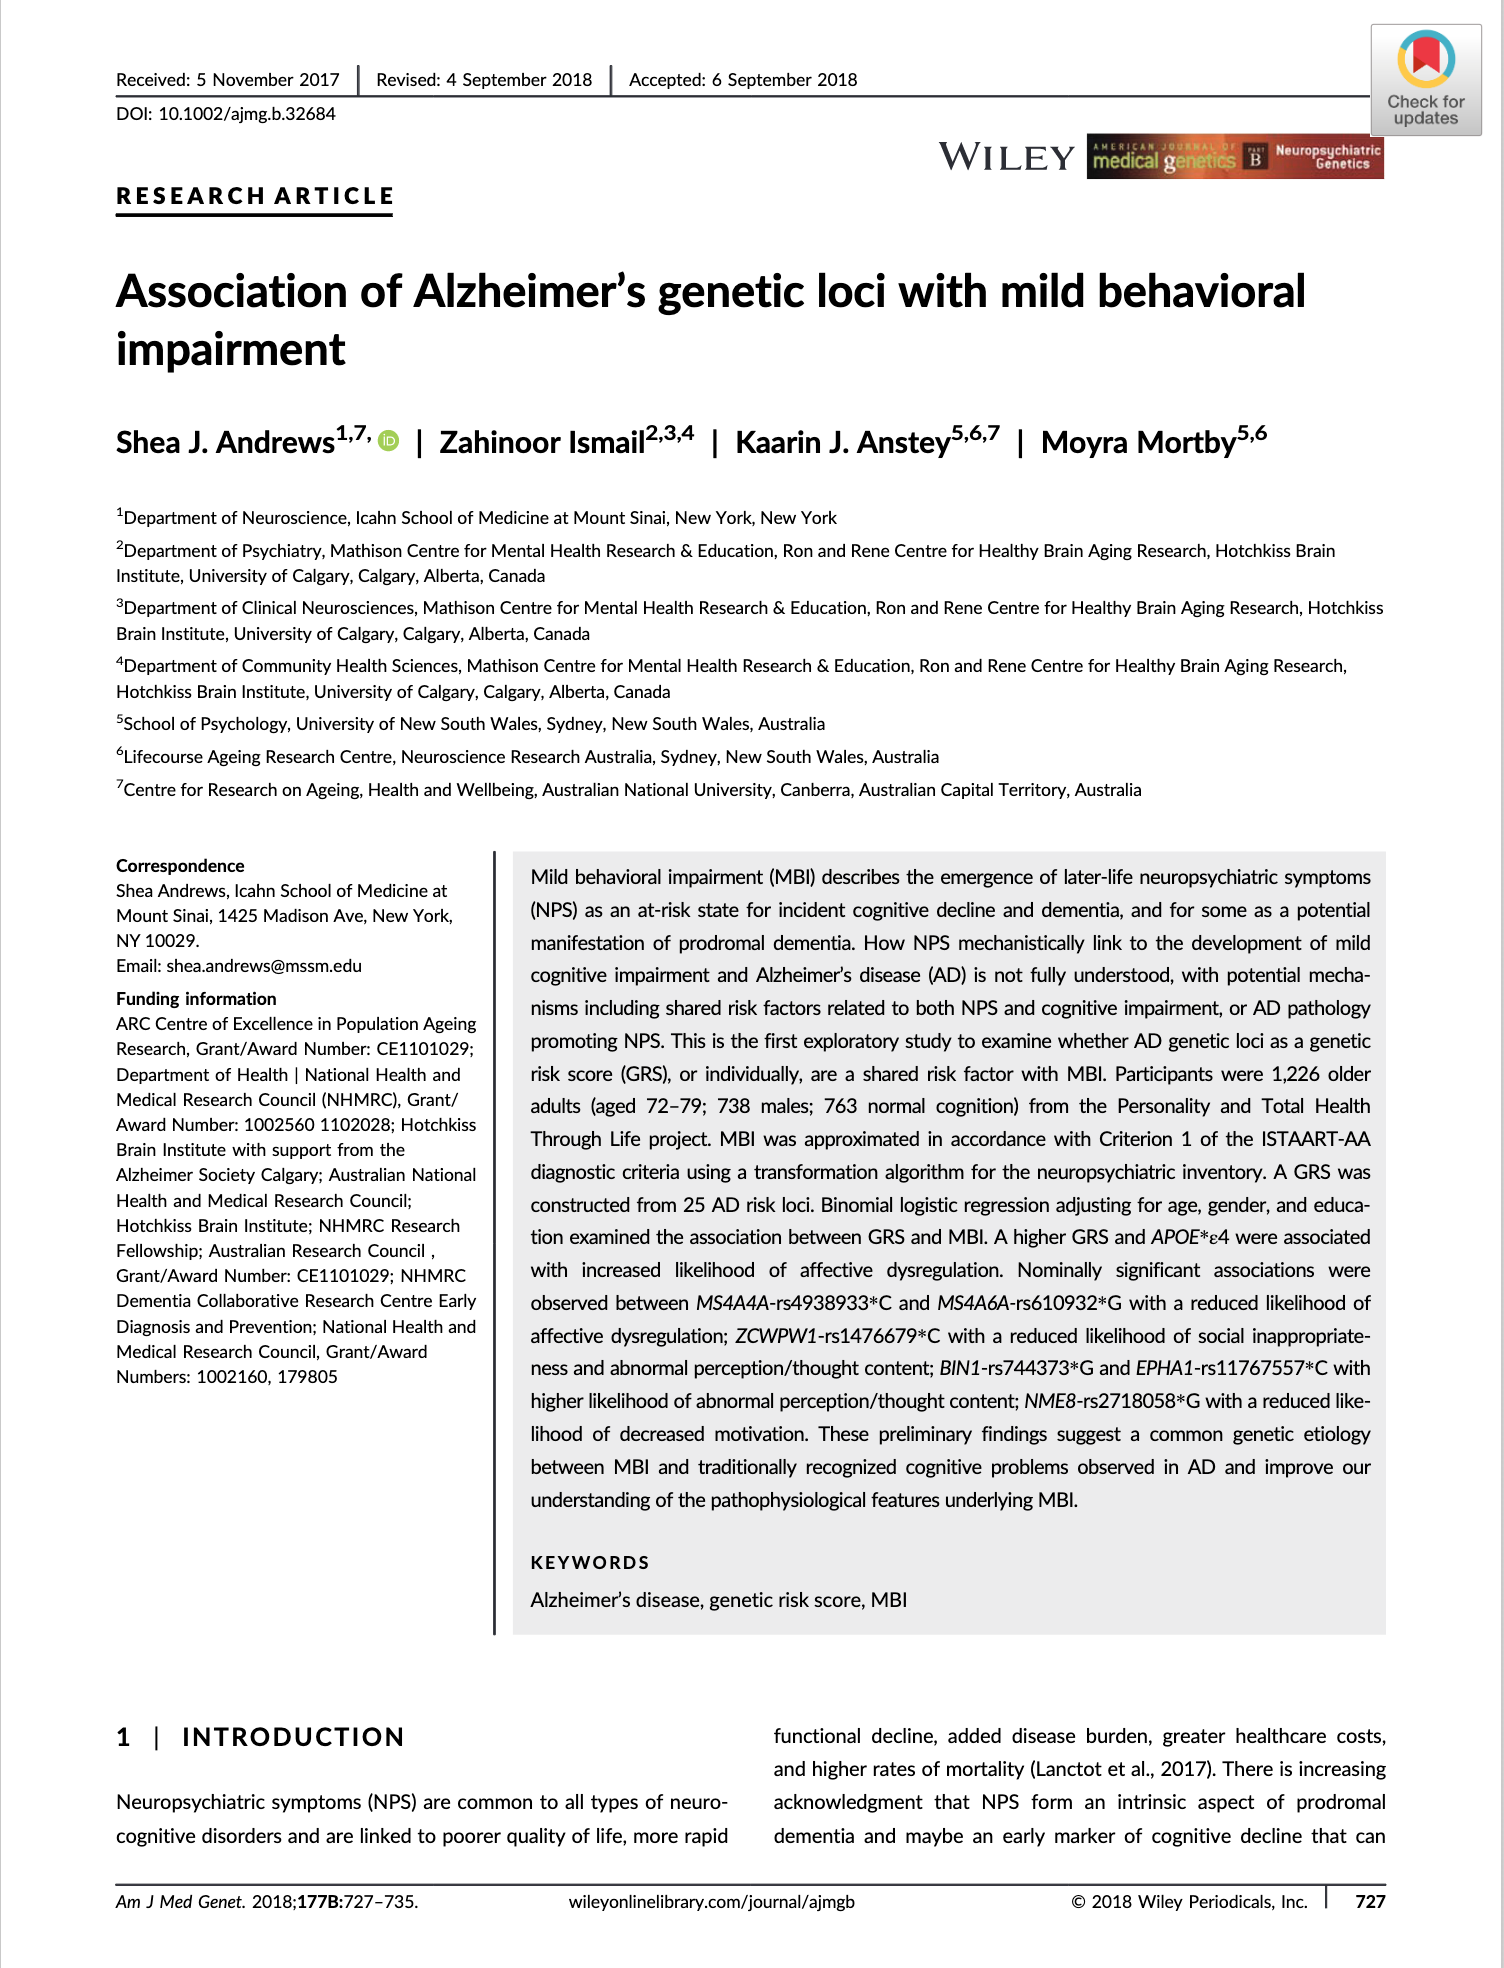 Received: 5 November 2017 | Revised: 4 September 2018 | Accepted: 6 September 2018
DOI: 10.1002/ajmg.b.32684
Check for
updates
WILEY
AMERICAN JOURNAL OF
medical genetics
PART
B
Neuropsychiatric
Genetics
RESEARCH ARTICLE
Association of Alzheimer’s genetic loci with mild behavioral
impairment
Shea J. Andrews1,7, iD | Zahinoor Ismail2,3,4 | Kaarin J. Anstey5,6,7 | Moyra Mortby5,6
1Department of Neuroscience, Icahn School of Medicine at Mount Sinai, New York, New York
2Department of Psychiatry, Mathison Centre for Mental Health Research & Education, Ron and Rene Centre for Healthy Brain Aging Research, Hotchkiss Brain
Institute, University of Calgary, Calgary, Alberta, Canada
3Department of Clinical Neurosciences, Mathison Centre for Mental Health Research & Education, Ron and Rene Centre for Healthy Brain Aging Research, Hotchkiss
Brain Institute, University of Calgary, Calgary, Alberta, Canada
4Department of Community Health Sciences, Mathison Centre for Mental Health Research & Education, Ron and Rene Centre for Healthy Brain Aging Research,
Hotchkiss Brain Institute, University of Calgary, Calgary, Alberta, Canada
5School of Psychology, University of New South Wales, Sydney, New South Wales, Australia
6Lifecourse Ageing Research Centre, Neuroscience Research Australia, Sydney, New South Wales, Australia
7Centre for Research on Ageing, Health and Wellbeing, Australian National University, Canberra, Australian Capital Territory, Australia
Correspondence
Shea Andrews, Icahn School of Medicine at
Mount Sinai, 1425 Madison Ave, New York,
NY 10029.
Email: shea.andrews@mssm.edu
Funding information
ARC Centre of Excellence in Population Ageing
Research, Grant/Award Number: CE1101029;
Department of Health | National Health and
Medical Research Council (NHMRC), Grant/
Award Number: 1002560 1102028; Hotchkiss
Brain Institute with support from the
Alzheimer Society Calgary; Australian National
Health and Medical Research Council;
Hotchkiss Brain Institute; NHMRC Research
Fellowship; Australian Research Council ,
Grant/Award Number: CE1101029; NHMRC
Dementia Collaborative Research Centre Early
Diagnosis and Prevention; National Health and
Medical Research Council, Grant/Award
Numbers: 1002160, 179805
Mild behavioral impairment (MBI) describes the emergence of later-life neuropsychiatric symptoms
(NPS) as an at-risk state for incident cognitive decline and dementia, and for some as a potential
manifestation of prodromal dementia. How NPS mechanistically link to the development of mild
cognitive impairment and Alzheimer’s disease (AD) is not fully understood, with potential mecha-
nisms including shared risk factors related to both NPS and cognitive impairment, or AD pathology
promoting NPS. This is the first exploratory study to examine whether AD genetic loci as a genetic
risk score (GRS), or individually, are a shared risk factor with MBI. Participants were 1,226 older
adults (aged 72–79; 738 males; 763 normal cognition) from the Personality and Total Health
Through Life project. MBI was approximated in accordance with Criterion 1 of the ISTAART-AA
diagnostic criteria using a transformation algorithm for the neuropsychiatric inventory. A GRS was
constructed from 25 AD risk loci. Binomial logistic regression adjusting for age, gender, and educa-
tion examined the association between GRS and MBI. A higher GRS and APOE*ε4 were associated
with increased likelihood of affective dysregulation. Nominally significant associations were
observed between MS4A4A-rs4938933*C and MS4A6A-rs610932*G with a reduced likelihood of
affective dysregulation; ZCWPW1-rs1476679*C with a reduced likelihood of social inappropriate-
ness and abnormal perception/thought content; BIN1-rs744373*G and EPHA1-rs11767557*C with
higher likelihood of abnormal perception/thought content; NME8-rs2718058*G with a reduced like-
lihood of decreased motivation. These preliminary findings suggest a common genetic etiology
between MBI and traditionally recognized cognitive problems observed in AD and improve our
understanding of the pathophysiological features underlying MBI.
KEYWORDS
Alzheimer’s disease, genetic risk score, MBI
1 | INTRODUCTION
Neuropsychiatric symptoms (NPS) are common to all types of neuro-
cognitive disorders and are linked to poorer quality of life, more rapid
functional decline, added disease burden, greater healthcare costs,
and higher rates of mortality (Lanctot et al., 2017). There is increasing
acknowledgment that NPS form an intrinsic aspect of prodromal
dementia and maybe an early marker of cognitive decline that can
Am J Med Genet. 2018;177B:727–735. wileyonlinelibrary.com/journal/ajmgb © 2018 Wiley Periodicals, Inc. | 727